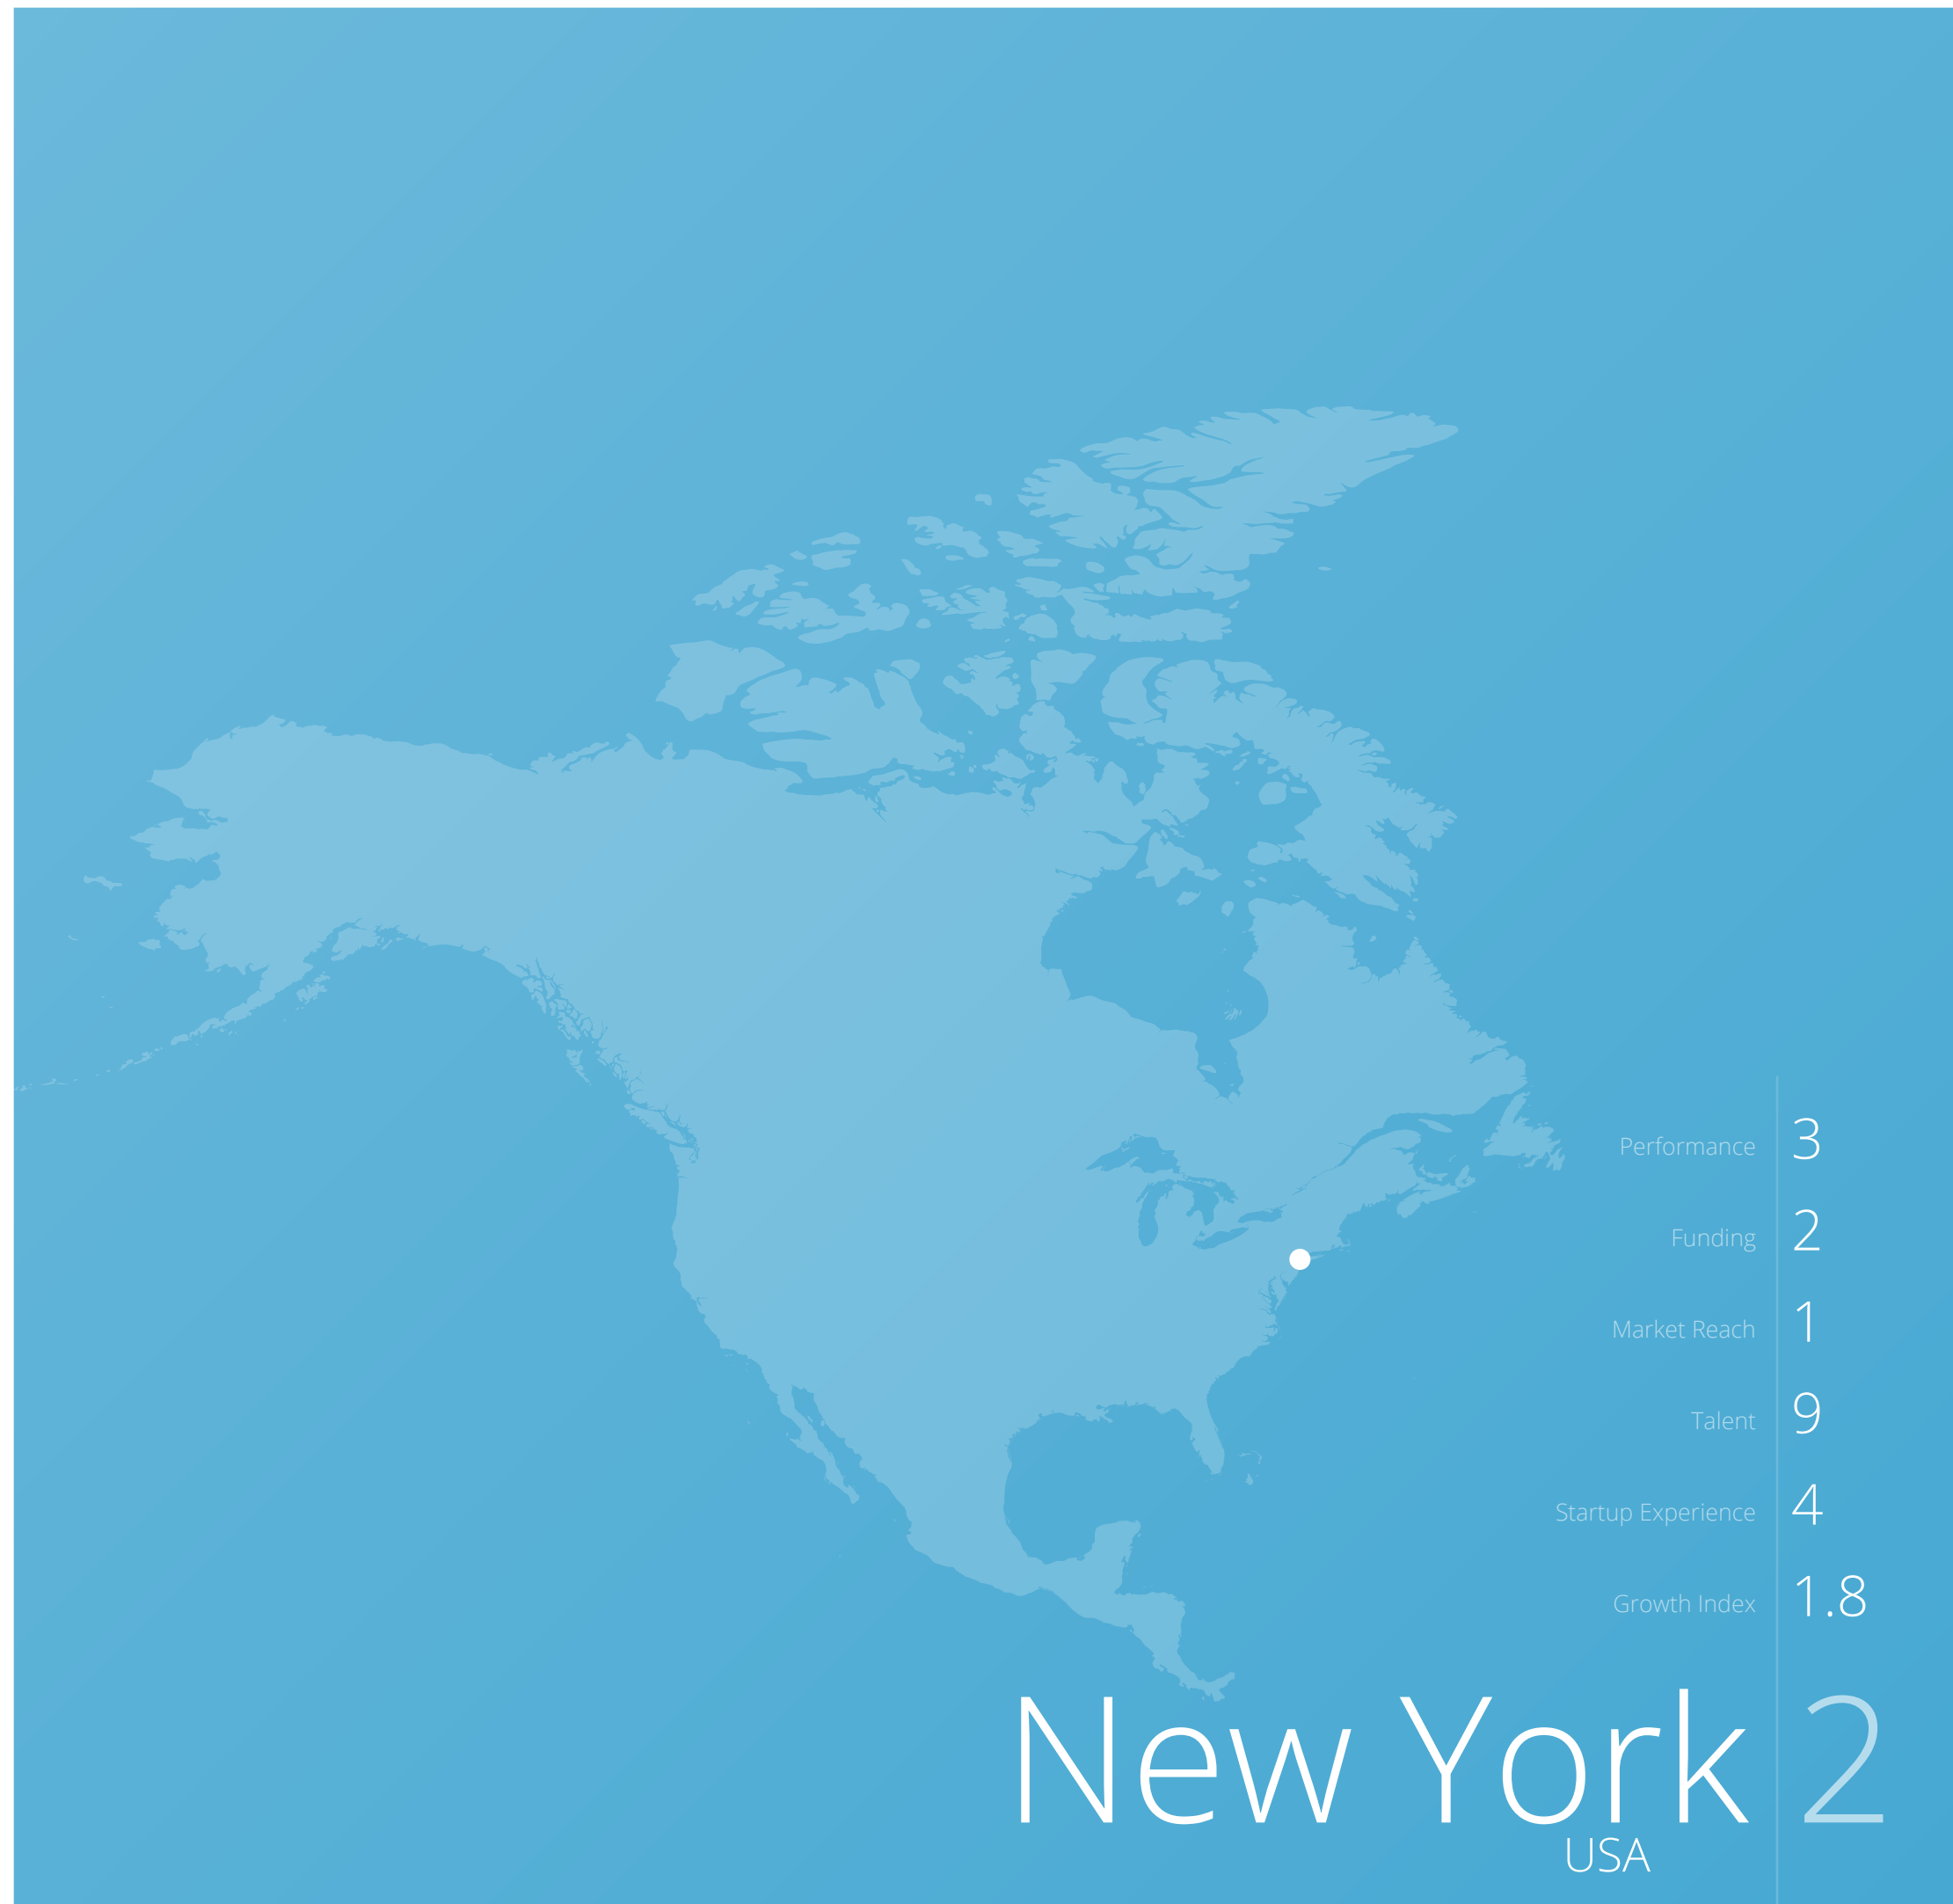 Performance 3
Funding 2
Market Reach 1
Talent 9
Startup Experience 4
Growth Index 1.8
New York 2
USA